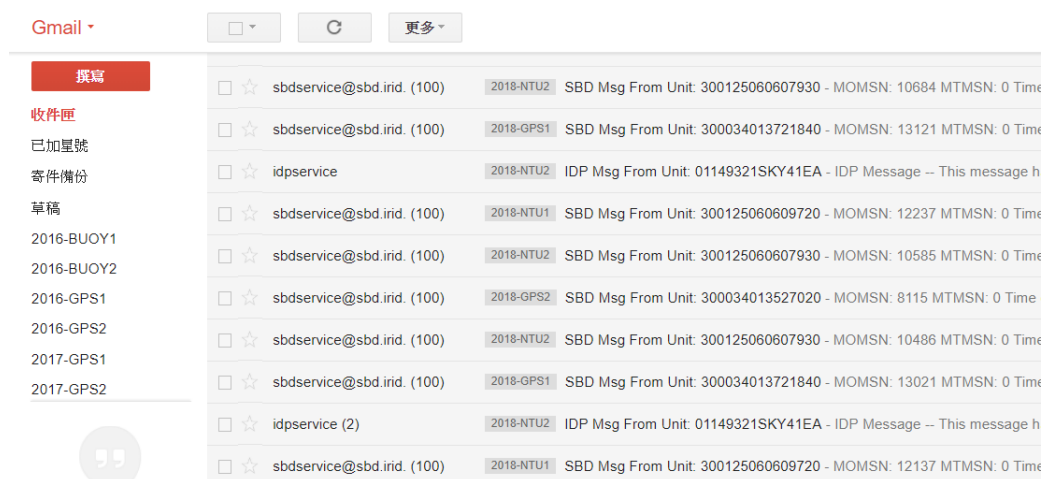 Gmail
更多
撰寫
收件匣
已加星號
寄件備份
草稿
2016-BUOY1
2016-BUOY2
2016-GPS1
2016-GPS2
2017-GPS1
2017-GPS2
sbdservice@sbd.irid. (100) 2018-NTU2 SBD Msg From Unit: 300125060607930 - MOMSN: 10684 MTMSN: 0 Time
sbdservice@sbd.irid. (100) 2018-GPS1 SBD Msg From Unit: 300034013721840 - MOMSN: 13121 MTMSN: 0 Time
idpservice 2018-NTU2 IDP Msg From Unit: 01149321SKY41EA - IDP Message -- This message h
sbdservice@sbd.irid. (100) 2018-NTU1 SBD Msg From Unit: 300125060609720 - MOMSN: 12237 MTMSN: 0 Time
sbdservice@sbd.irid. (100) 2018-NTU2 SBD Msg From Unit: 300125060607930 - MOMSN: 10585 MTMSN: 0 Time
sbdservice@sbd.irid. (100) 2018-GPS2 SBD Msg From Unit: 300034013527020 - MOMSN: 8115 MTMSN: 0 Time
sbdservice@sbd.irid. (100) 2018-NTU2 SBD Msg From Unit: 300125060607930 - MOMSN: 10486 MTMSN: 0 Time
sbdservice@sbd.irid. (100) 2018-GPS1 SBD Msg From Unit: 300034013721840 - MOMSN: 13021 MTMSN: 0 Time
idpservice (2) 2018-NTU2 IDP Msg From Unit: 01149321SKY41EA - IDP Message -- This message h
sbdservice@sbd.irid. (100) 2018-NTU1 SBD Msg From Unit: 300125060609720 - MOMSN: 12137 MTMSN: 0 Time